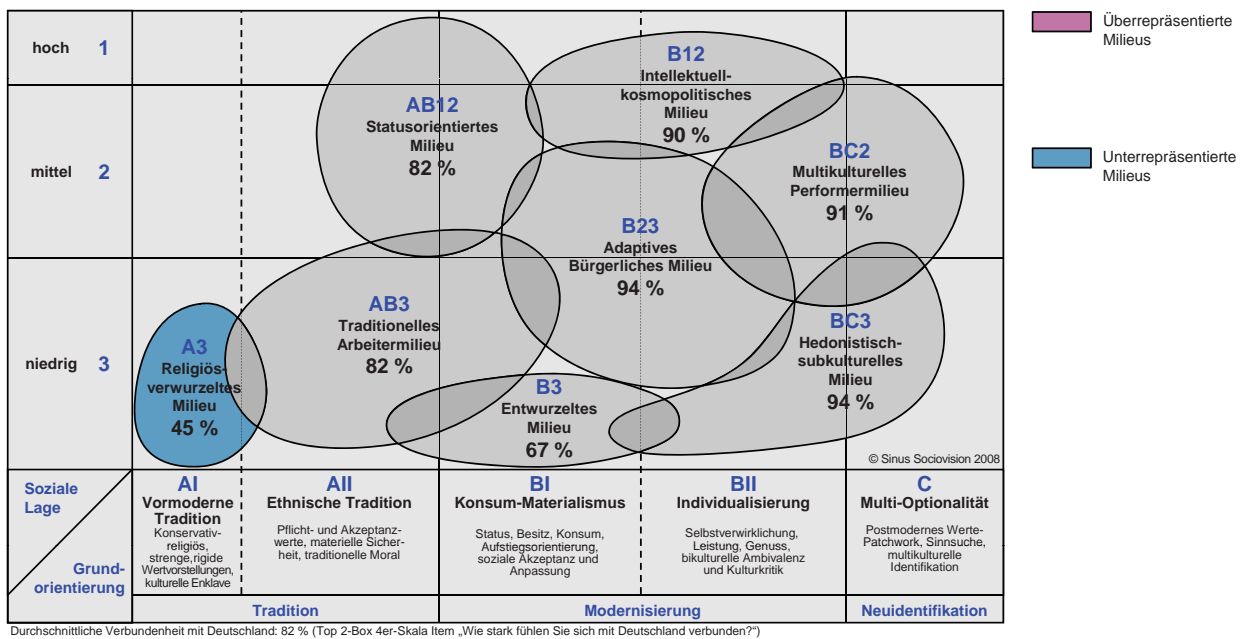 hoch 1
mittel 2
niedrig 3
B12
Intellektuell-
kosmopolitisches
Milieu
90 %
AB12
Statusorientiertes
Milieu
82 %
BC2
Multikulturelles
Performermilieu
91 %
B23
Adaptives
Bürgerliches Milieu
94 %
AB3
Traditionelles
Arbeitermilieu
82 %
A3
Religiös-
verwurzeltes
Milieu
45 %
BC3
Hedonistisch-
subkulturelles
Milieu
94 %
B3
Entwurzeltes
Milieu
67 %
© Sinus Sociovision 2008
Soziale
Lage
Grund-
orientierung
AI
Vormoderne
Tradition
Konservativ-
religiös,
strenge,rigide
Wertvorstellungen,
kulturelle Enklave
AII
Ethnische Tradition
Pflicht- und Akzeptanz-
werte, materielle Sicher-
heit, traditionelle Moral
BI
Konsum-Materialismus
Status, Besitz, Konsum,
Aufstiegsorientierung,
soziale Akzeptanz und
Anpassung
BII
Individualisierung
Selbstverwirklichung,
Leistung, Genuss,
bikulturelle Ambivalenz
und Kulturkritik
C
Multi-Optionalität
Postmodernes Werte-
Patchwork, Sinnsuche,
multikulturelle
Identifikation
Tradition
Modernisierung
Neuidentifikation
Durchschnittliche Verbundenheit mit Deutschland: 82 % (Top 2-Box 4er-Skala Item „Wie stark fühlen Sie sich mit Deutschland verbunden?“)
Überrepräsentierte
Milieus
Unterrepräsentierte
Milieus